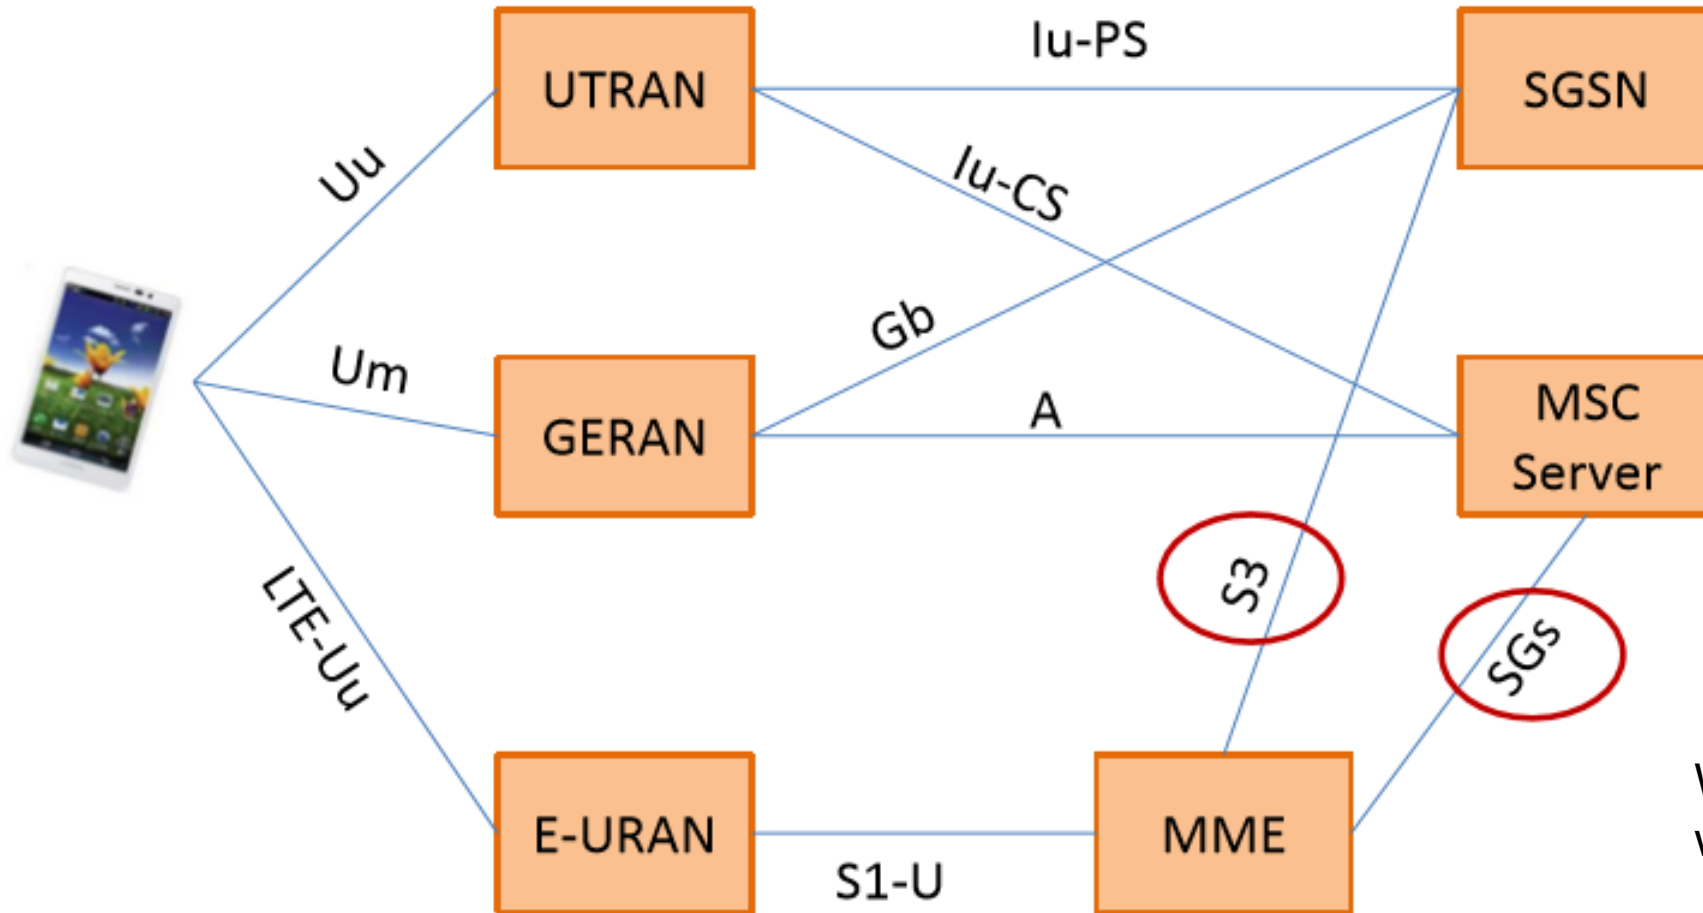 Iu-PS
UTRAN
SGSN
Uu
Iu-CS
Gb
Um
A
GERAN
MSC
Server
S3
SGs
LTE-Uu
E-URAN
MME
S1-U